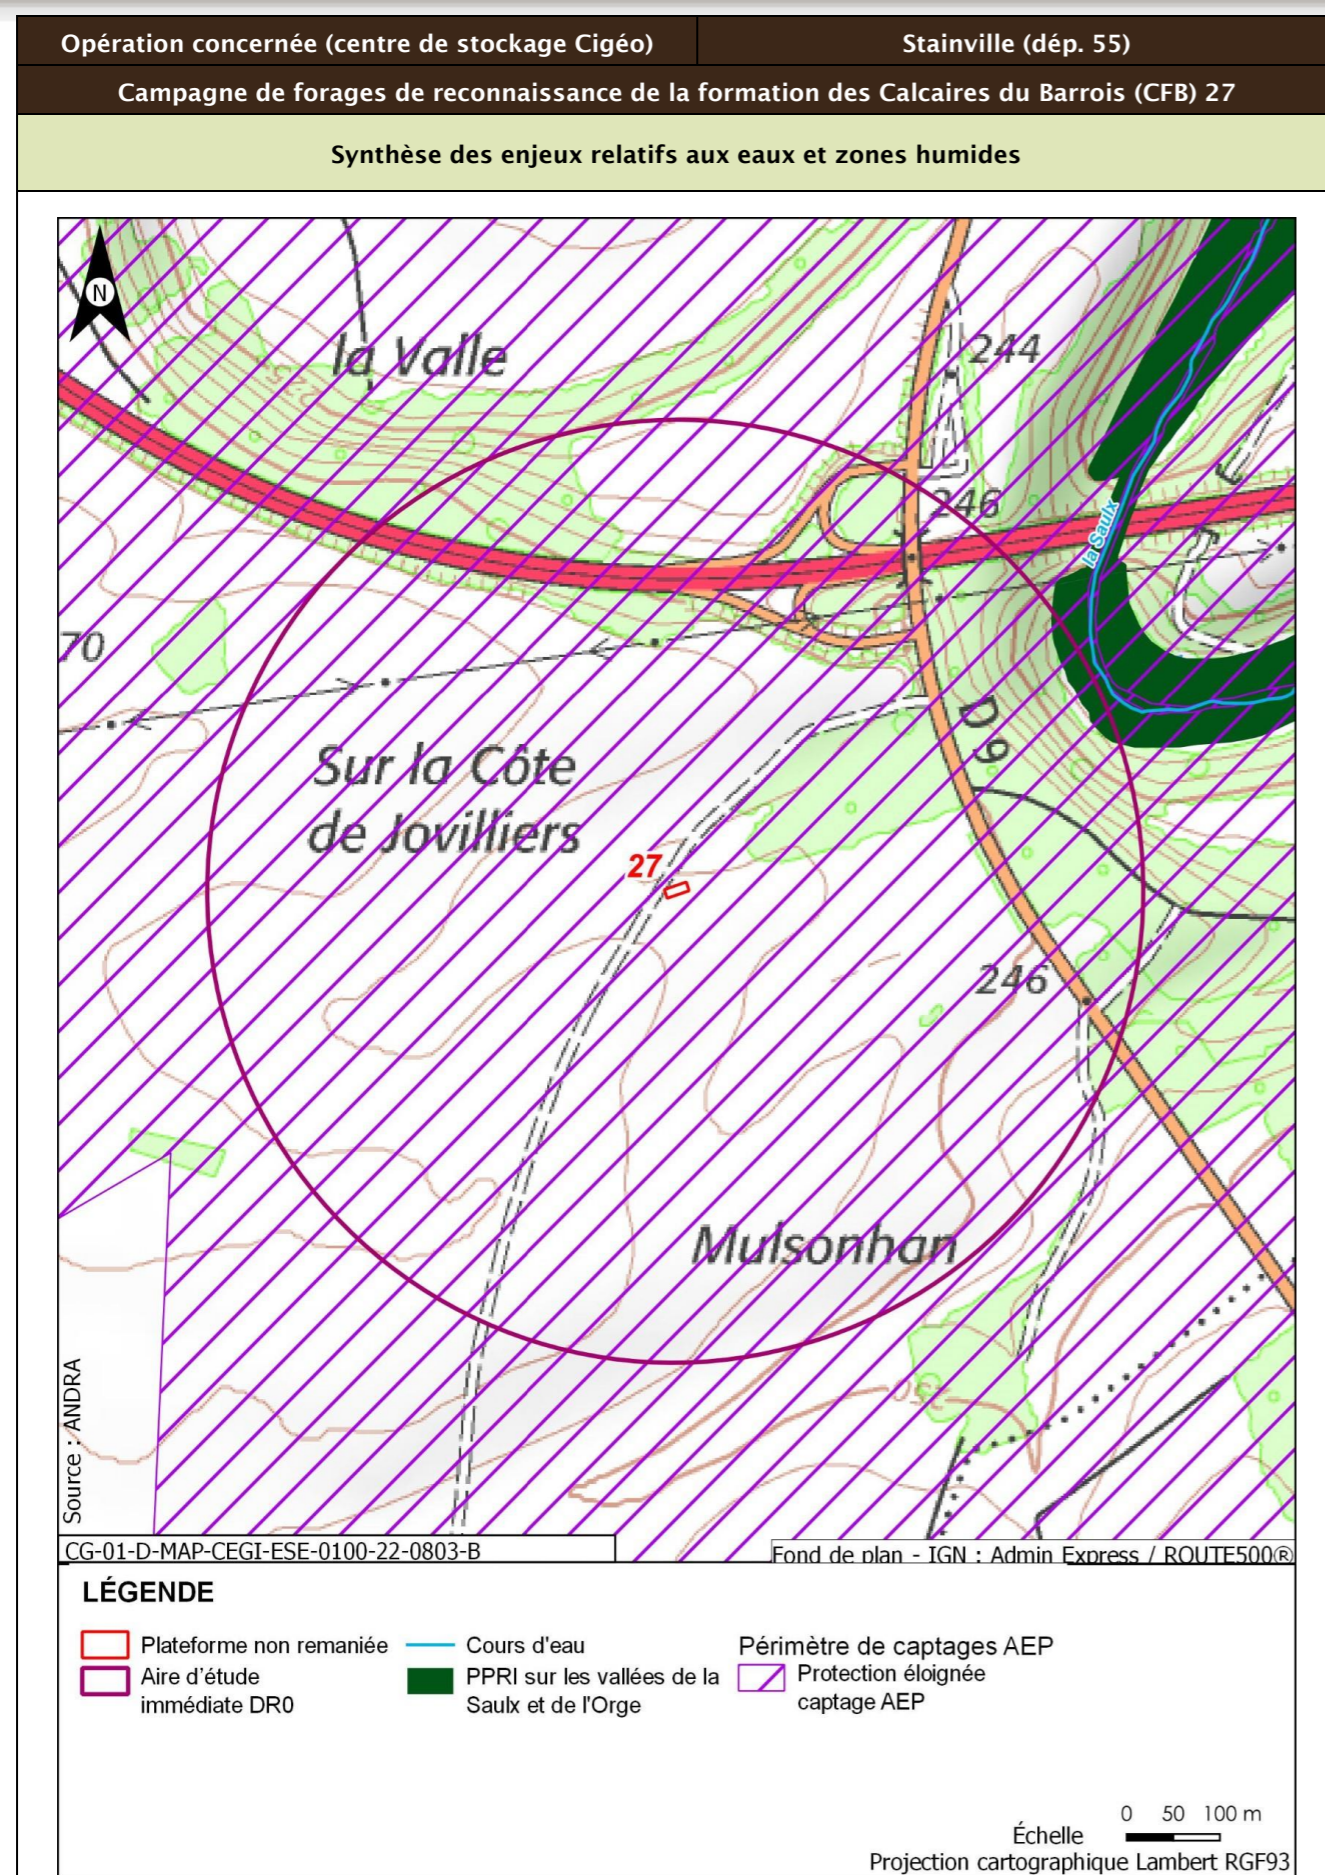 Opération concernée (centre de stockage Cigéo) Stainville (dép. 55)
Campagne de forages de reconnaissance de la formation des Calcaires du Barrois (CFB) 27
Synthèse des enjeux relatifs aux eaux et zones humides
N
la Valle
244
225
246
la Saulx
70
D 9
Sur la Côte
de Jovilliers
27
246
Mulsonhan
250
Source : ANDRA
CG-01-D-MAP-CEGI-ESE-0100-22-0803-B
Fond de plan - IGN : Admin Express / ROUTE500®
LÉGENDE
Plateforme non remaniée
Aire d'étude
immédiate DR0
Cours d'eau
PPRI sur les vallées de la
Saulx et de l'Orge
Périmètre de captages AEP
Protection éloignée
captage AEP
0 50 100 m
Échelle
Projection cartographique Lambert RGF93